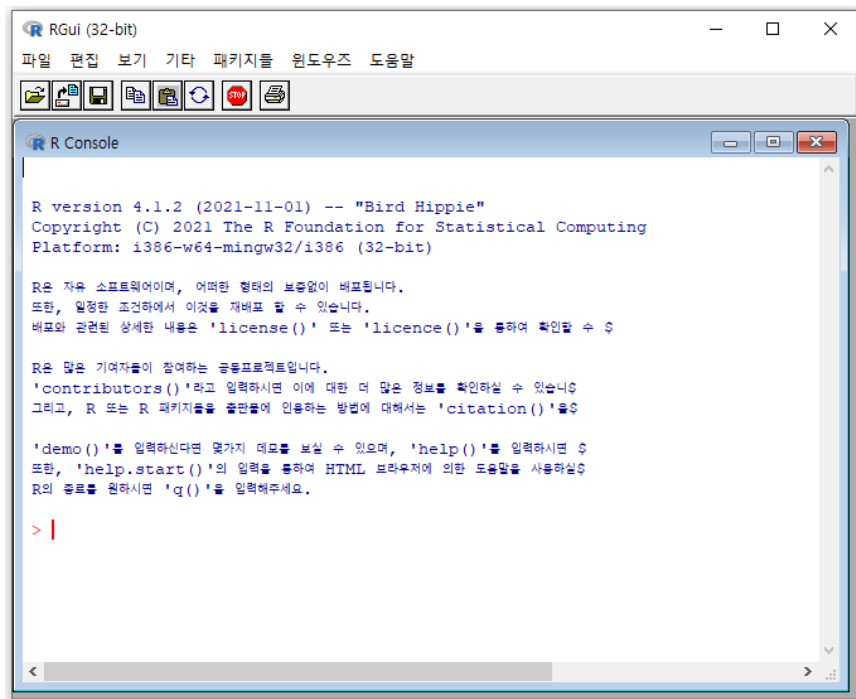 RGui (32-bit)
파일 편집 보기 기타 패키지들 윈도우즈 도움말
STOP
R Console
R version 4.1.2 (2021-11-01) -- "Bird Hippie"
Copyright (C) 2021 The R Foundation for Statistical Computing
Platform: i386-w64-mingw32/i386 (32-bit)
R은 자유 소프트웨어이며, 어떠한 형태의 보증없이 배포됩니다.
또한, 일정한 조건하에서 이것을 재배포 할 수 있습니다.
배포와 관련된 상세한 내용은 'license()' 또는 'licence()'을 통하여 확인할 수 $
R은 많은 기여자들이 참여하는 공동프로젝트입니다.
'contributors()'라고 입력하시면 이에 대한 더 많은 정보를 확인하실 수 있습니$
그리고, R 또는 R 패키지들을 출판물에 인용하는 방법에 대해서는 'citation()'을$
'demo()'를 입력하신다면 몇가지 데모를 보실 수 있으며, 'help()'를 입력하시면 $
또한, 'help.start()'의 입력을 통하여 HTML 브라우저에 의한 도움말을 사용하실$
R의 종료를 원하시면 'q()'을 입력해주세요.
>